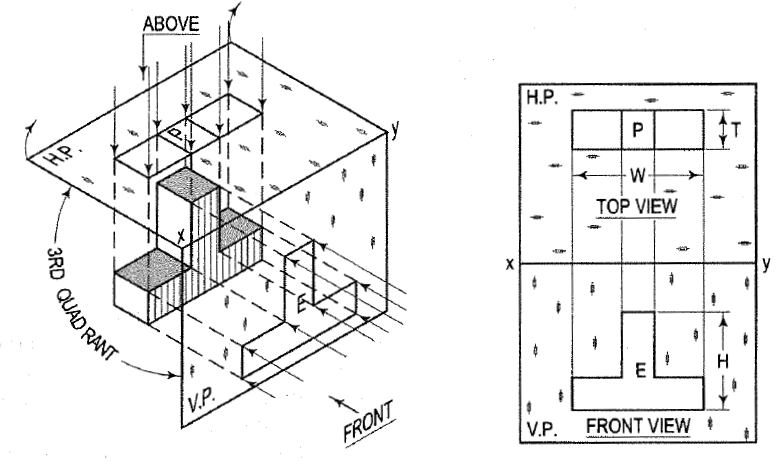 ABOVE
H.P.
P
y
x
3RD QUADRANT
E
V.P.
FRONT
H.P.
P
T
W
TOP VIEW
x
y
E
H
V.P.
FRONT VIEW